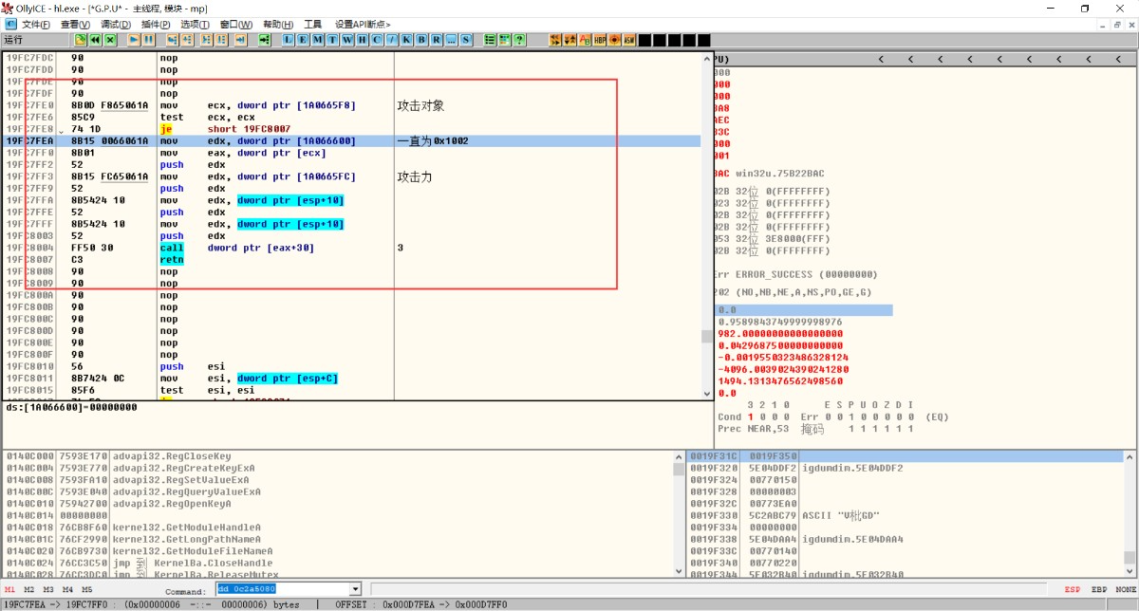 OllyICE - hl.exe - [*G.P.U* - 主线程, 模块 - mp]
文件(F) 查看(V) 调试(D) 插件(P) 选项(T) 窗口(W) 帮助(H) 工具 设置API断点»
运行 L E M T W H C / K B R ... S
19FC7FDC 90 nop
19FC7FDD 90 nop
19FC7FDE 90 nop
19FC7FDF 90 nop
19FC7FE0 8B0D F865061A mov ecx, dword ptr [1A0665F8] 攻击对象
19FC7FE6 85C9 test ecx, ecx
19FC7FE8 74 1D je short 19FC8007
19FC7FEA 8B15 0066061A mov edx, dword ptr [1A066600] 一直为0x1002
19FC7FF0 8B01 mov eax, dword ptr [ecx]
19FC7FF2 52 push edx
19FC7FF3 8B15 FC65061A mov edx, dword ptr [1A0665FC] 攻击力
19FC7FF9 52 push edx
19FC7FFA 8B5424 10 mov edx, dword ptr [esp+10]
19FC7FFE 52 push edx
19FC7FFF 8B5424 10 mov edx, dword ptr [esp+10]
19FC8003 52 push edx
19FC8004 FF50 30 call dword ptr [eax+30] 3
19FC8007 C3 retn
19FC8008 90 nop
19FC8009 90 nop
19FC800A 90 nop
19FC800B 90 nop
19FC800C 90 nop
19FC800D 90 nop
19FC800E 90 nop
19FC800F 90 nop
19FC8010 56 push esi
19FC8011 8B7424 0C mov esi, dword ptr [esp+C]
19FC8015 85F6 test esi, esi
ds:[1A066600]=00000000
PU) < < < < < < < < <
000
000
000
3A8
AEC
03C
000
001
BAC win32u.75B22BAC
02B 32位 0(FFFFFFFF)
023 32位 0(FFFFFFFF)
02B 32位 0(FFFFFFFF)
02B 32位 0(FFFFFFFF)
053 32位 3E8000(FFF)
02B 32位 0(FFFFFFFF)
Err ERROR_SUCCESS (00000000)
202 (NO,NB,NE,A,NS,PO,GE,G)
0.0
0.9589843749999998976
982.00000000000000000
0.0429687500000000000
-0.0019550323486328124
-4096.0039024390241280
1494.1313476562498560
0.0
3 2 1 0 E S P U O Z D I
Cond 1 0 0 0 Err 0 0 1 0 0 0 0 0 (EQ)
Prec NEAR,53 掩码 1 1 1 1 1 1
0140C000 7593E170 advapi32.RegCloseKey
0140C004 7593E770 advapi32.RegCreateKeyExA
0140C008 7593FA10 advapi32.RegSetValueExA
0140C00C 7593E040 advapi32.RegQueryValueExA
0140C010 75942700 advapi32.RegOpenKeyA
0140C014 00000000
0140C018 76CB8F60 kernel32.GetModuleHandleA
0140C01C 76CF2990 kernel32.GetLongPathNameA
0140C020 76CB9730 kernel32.GetModuleFileNameA
0140C024 76CC3C50 jmp 到 KernelBa.CloseHandle
0140C028 76CC3DC0 jmp 到 KernelBa.ReleaseMutex
0019F31C 0019F350
0019F320 5E04DDF2 igdumdim.5E04DDF2
0019F324 00770150
0019F328 00000003
0019F32C 00773EA0
0019F330 5C2ABC79 ASCII "U枇GD"
0019F334 00000000
0019F338 5E04DAA4 igdumdim.5E04DAA4
0019F33C 00770140
0019F340 00770220
0019F344 5E032B40 igdumdim.5E032B40
M1 M2 M3 M4 M5 Command: dd 0c2a5080 ESP EBP NONE
19FC7FEA -> 19FC7FF0 : (0x00000006 -::- 00000006) bytes | OFFSET : 0x000D7FEA -> 0x000D7FF0